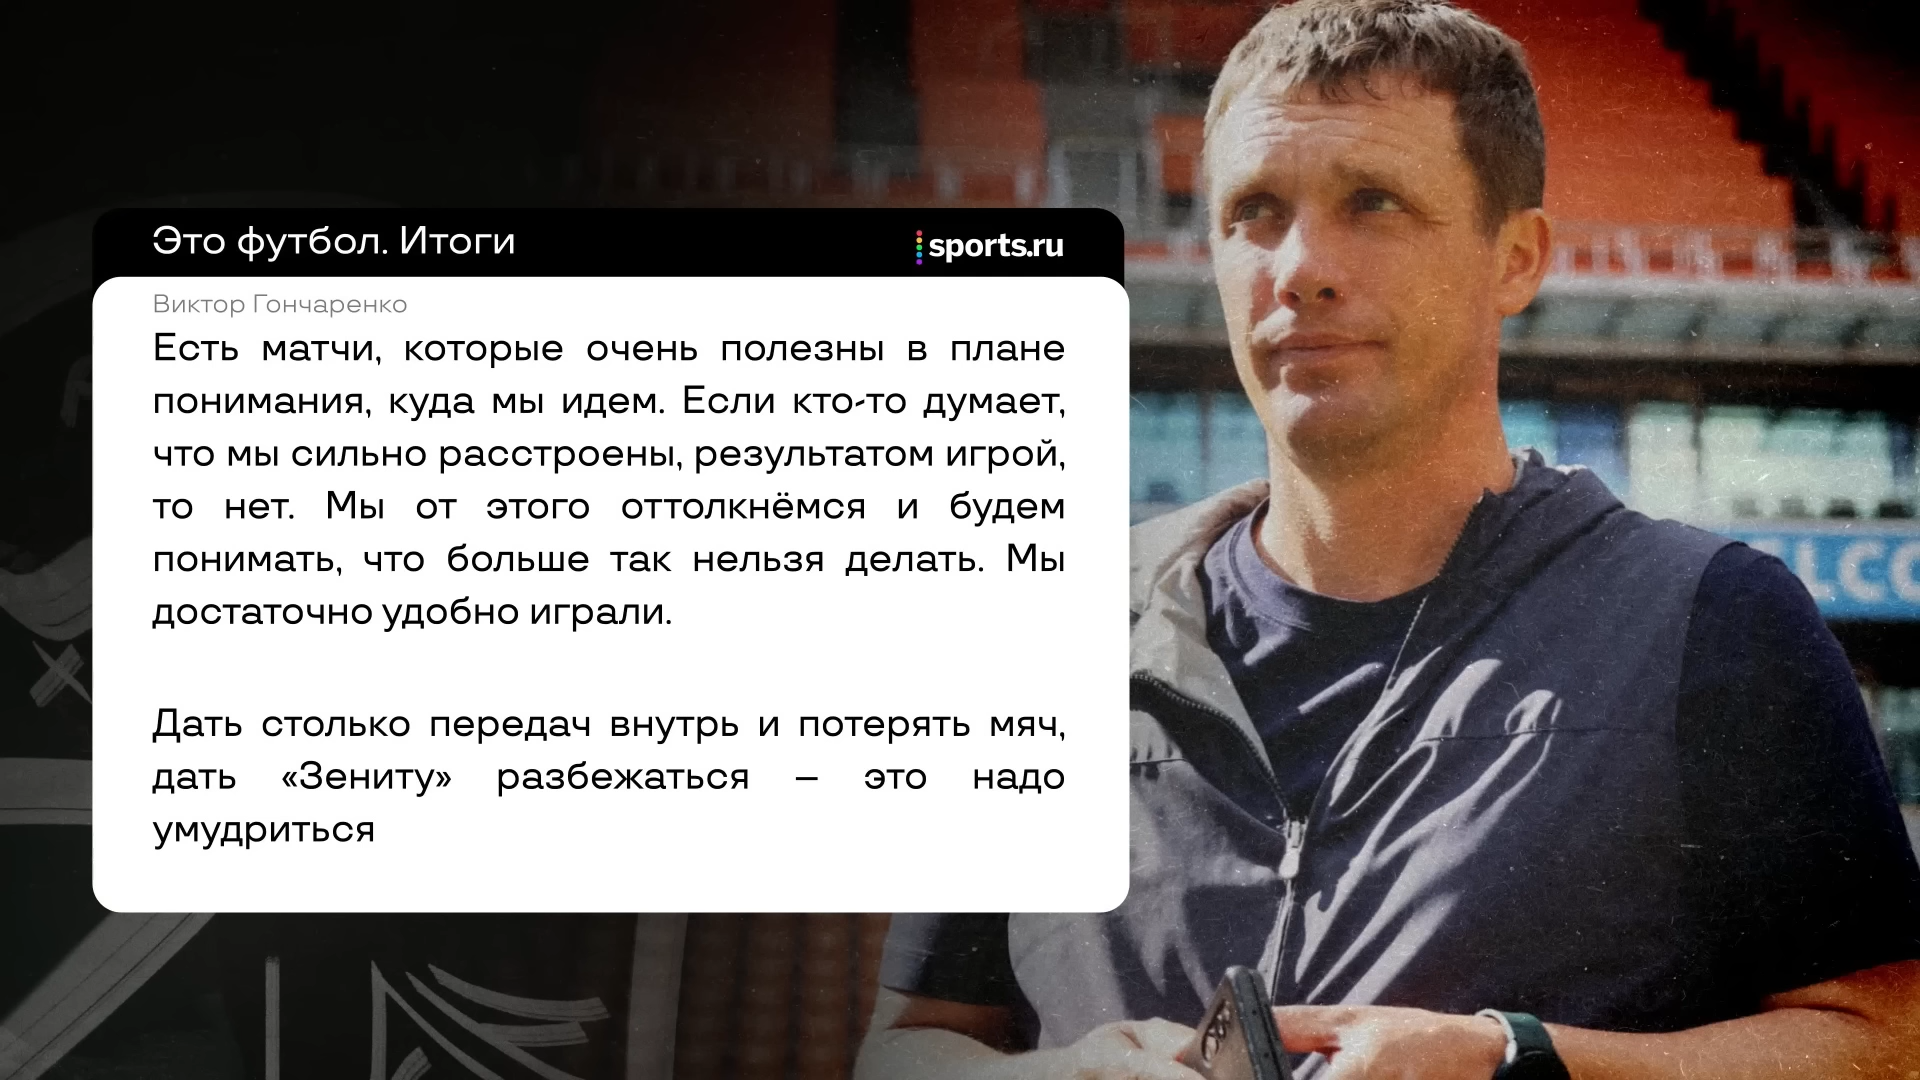 Это футбол. Итоги
sports.ru
Виктор Гончаренко
Есть матчи, которые очень полезны в плане
понимания, куда мы идем. Если кто-то думает,
что мы сильно расстроены, результатом игрой,
то нет. Мы от этого оттолкнёмся и будем
понимать, что больше так нельзя делать. Мы
достаточно удобно играли.
Дать столько передач внутрь и потерять мяч,
дать «Зениту» разбежаться – это надо
умудриться